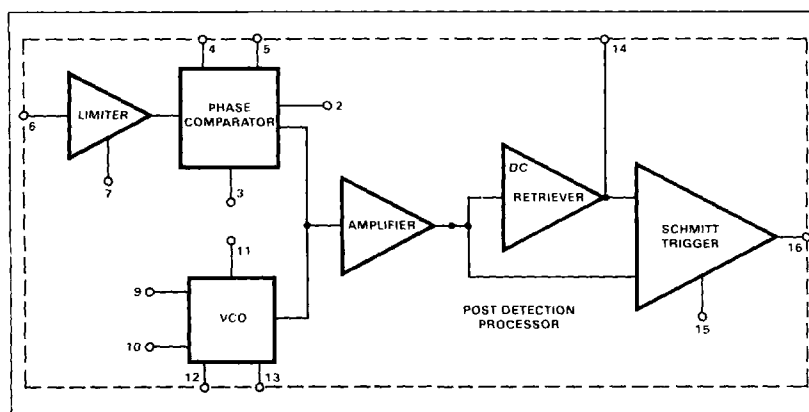 4
5
14
LIMITER
PHASE
COMPARATOR
2
6
7
3
DC
RETRIEVER
AMPLIFIER
SCHMITT
TRIGGER
16
11
9
VCO
10
POST DETECTION
PROCESSOR
15
12
13